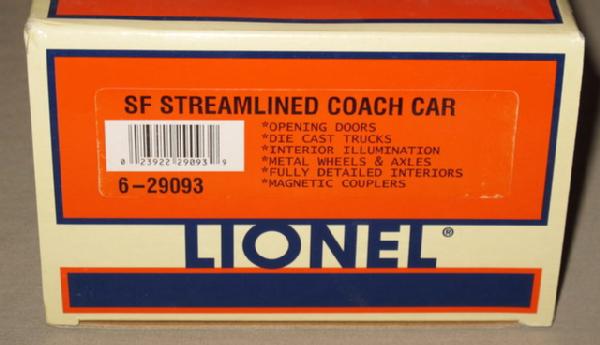 SF STREAMLINED COACH CAR
*OPENING DOORS
*DIE CAST TRUCKS
*INTERIOR ILLUMINATION
*METAL WHEELS & AXLES
*FULLY DETAILED INTERIORS
*MAGNETIC COUPLERS
0 23922 29093 9
6-29093
LIONEL®